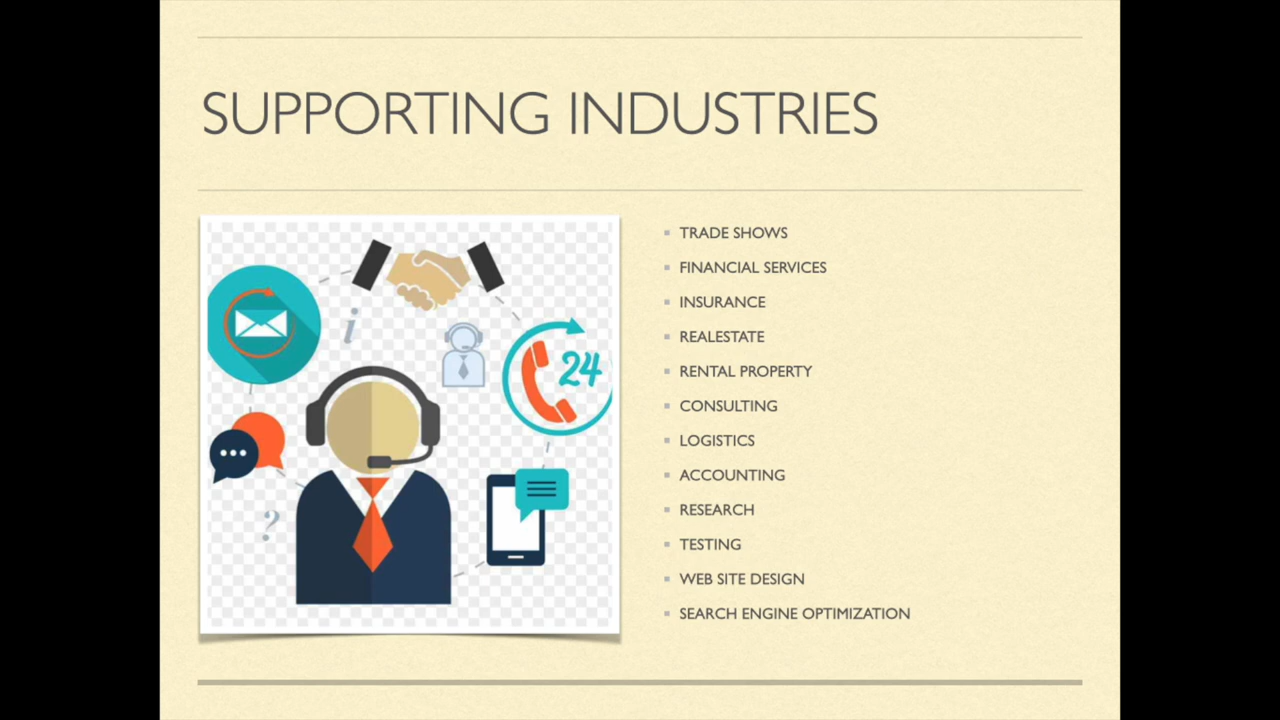 SUPPORTING INDUSTRIES
i
24
?
TRADE SHOWS
FINANCIAL SERVICES
INSURANCE
REALESTATE
RENTAL PROPERTY
CONSULTING
LOGISTICS
ACCOUNTING
RESEARCH
TESTING
WEB SITE DESIGN
SEARCH ENGINE OPTIMIZATION